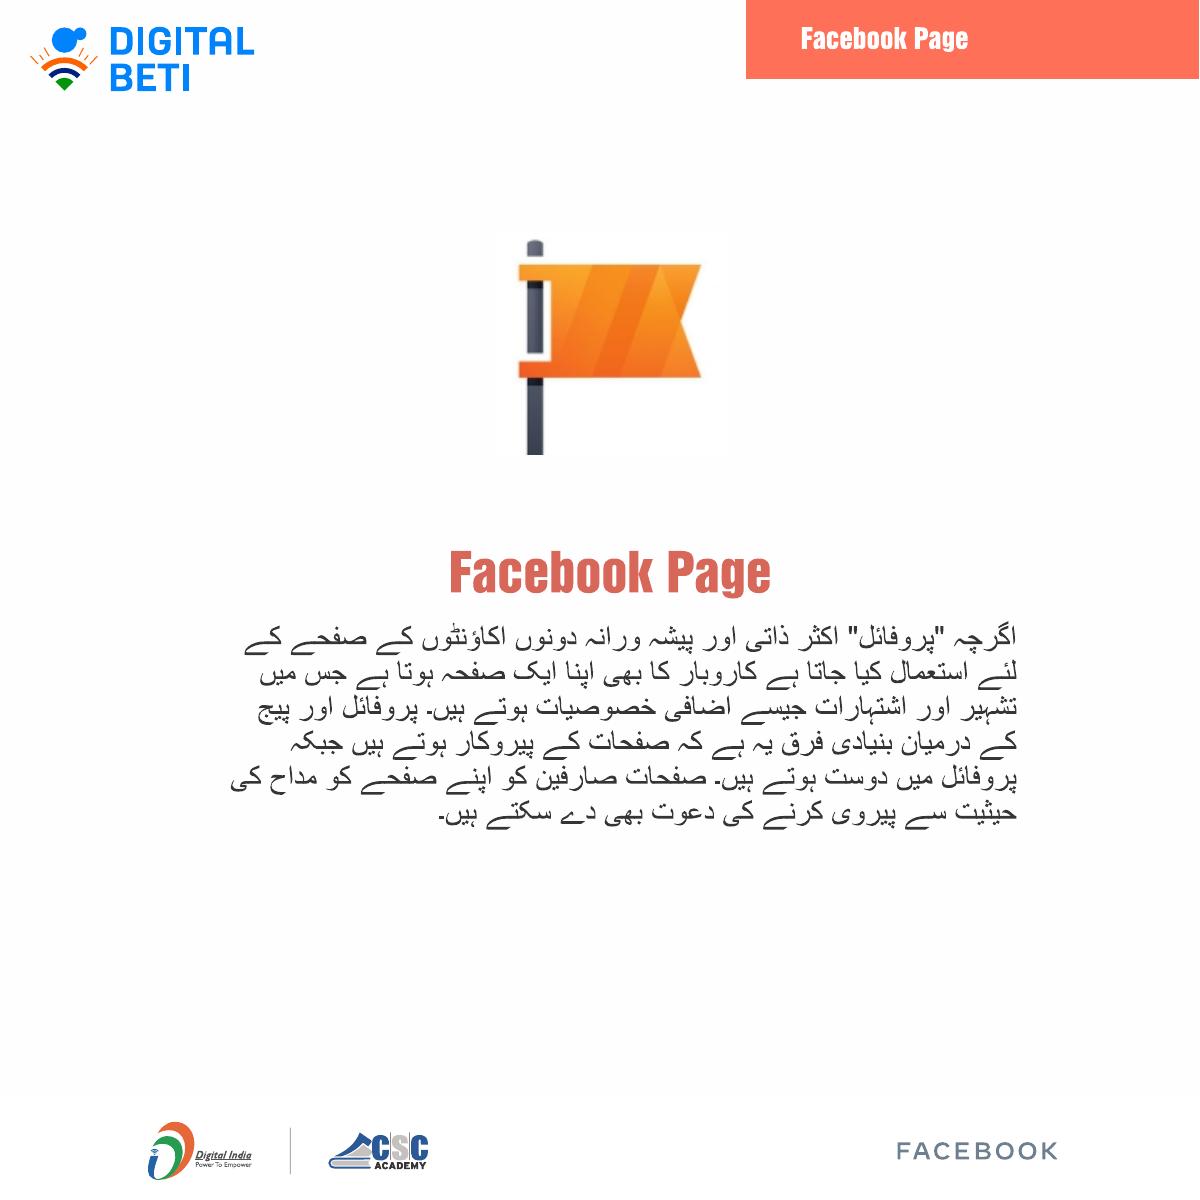 DIGITAL
BETI
Facebook Page
Facebook Page
اگرچہ "پروفائل" اکثر ذاتی اور پیشہ ورانہ دونوں اکاؤنٹوں کے صفحے کے
لئے استعمال کیا جاتا ہے کاروبار کا بھی اپنا ایک صفحہ ہوتا ہے جس میں
تشہیر اور اشتہارات جیسے اضافی خصوصیات ہوتے ہیں۔ پروفائل اور پیج
کے درمیان بنیادی فرق یہ ہے کہ صفحات کے پیروکار ہوتے ہیں جبکہ
پروفائل میں دوست ہوتے ہیں۔ صفحات صارفین کو اپنے صفحے کو مداح کی
حیثیت سے پیروی کرنے کی دعوت بھی دے سکتے ہیں۔
Digital India
Power To Empower
CSC
ACADEMY
FACEBOOK